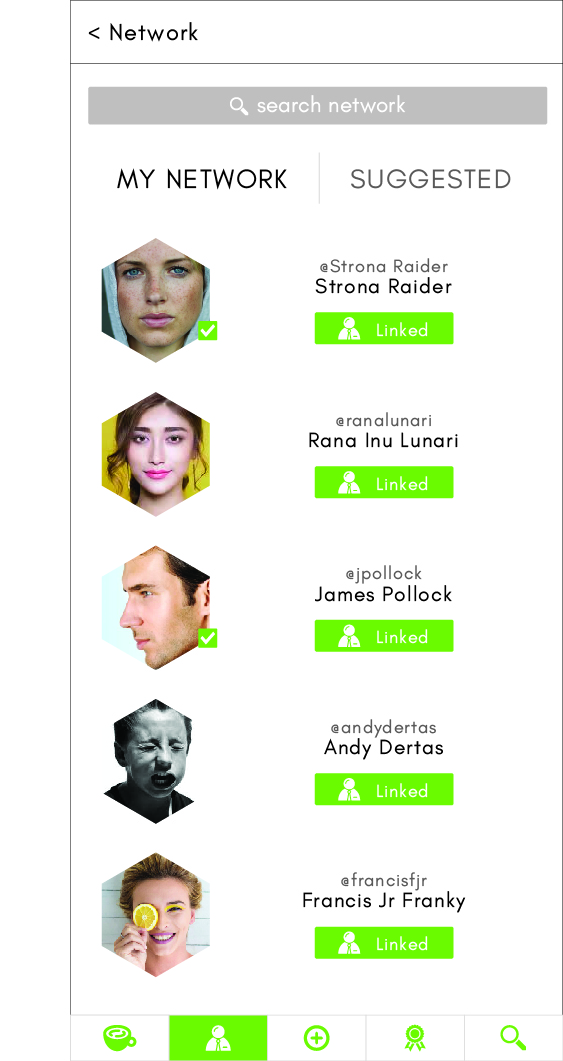 < Network
search network
MY NETWORK
SUGGESTED
@Strona Raider
Strona Raider
Linked
@ranalunari
Rana Inu Lunari
Linked
@jpollock
James Pollock
Linked
@andydertas
Andy Dertas
Linked
@francisfjr
Francis Jr Franky
Linked